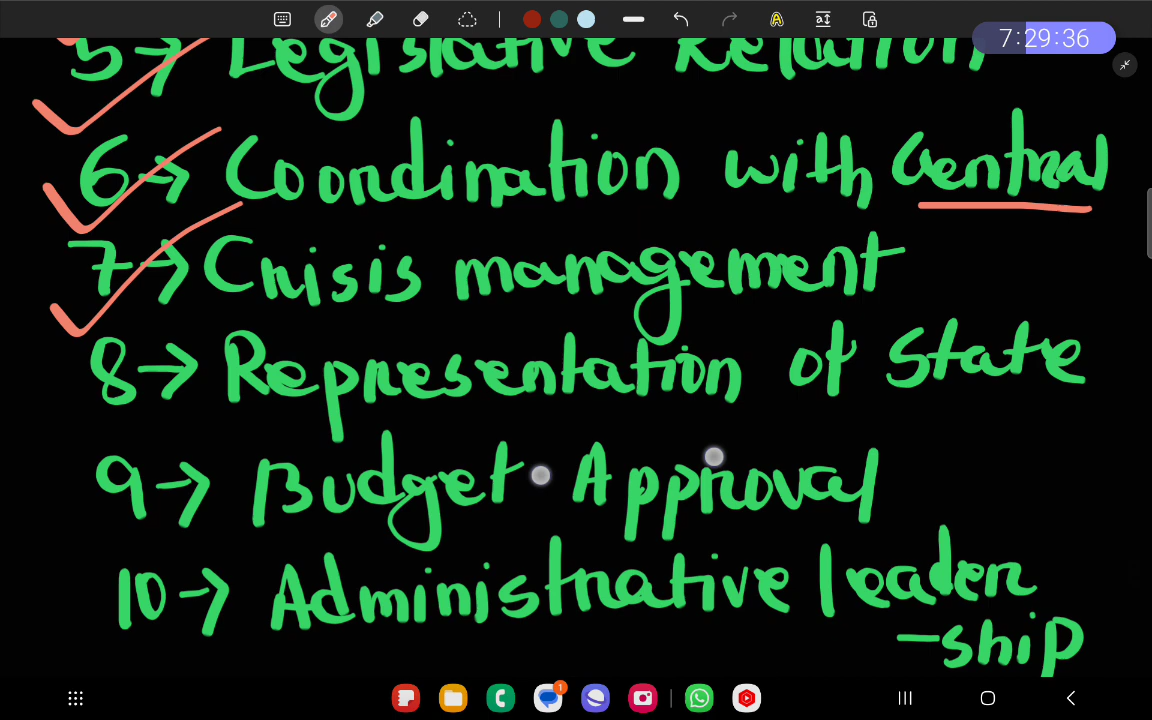 7:29:36
5→ Legislative Relation
6→ Coordination with Central
7→ Crisis management
8→ Representation of State
9→ Budget Approval
10→ Administrative leader
-ship